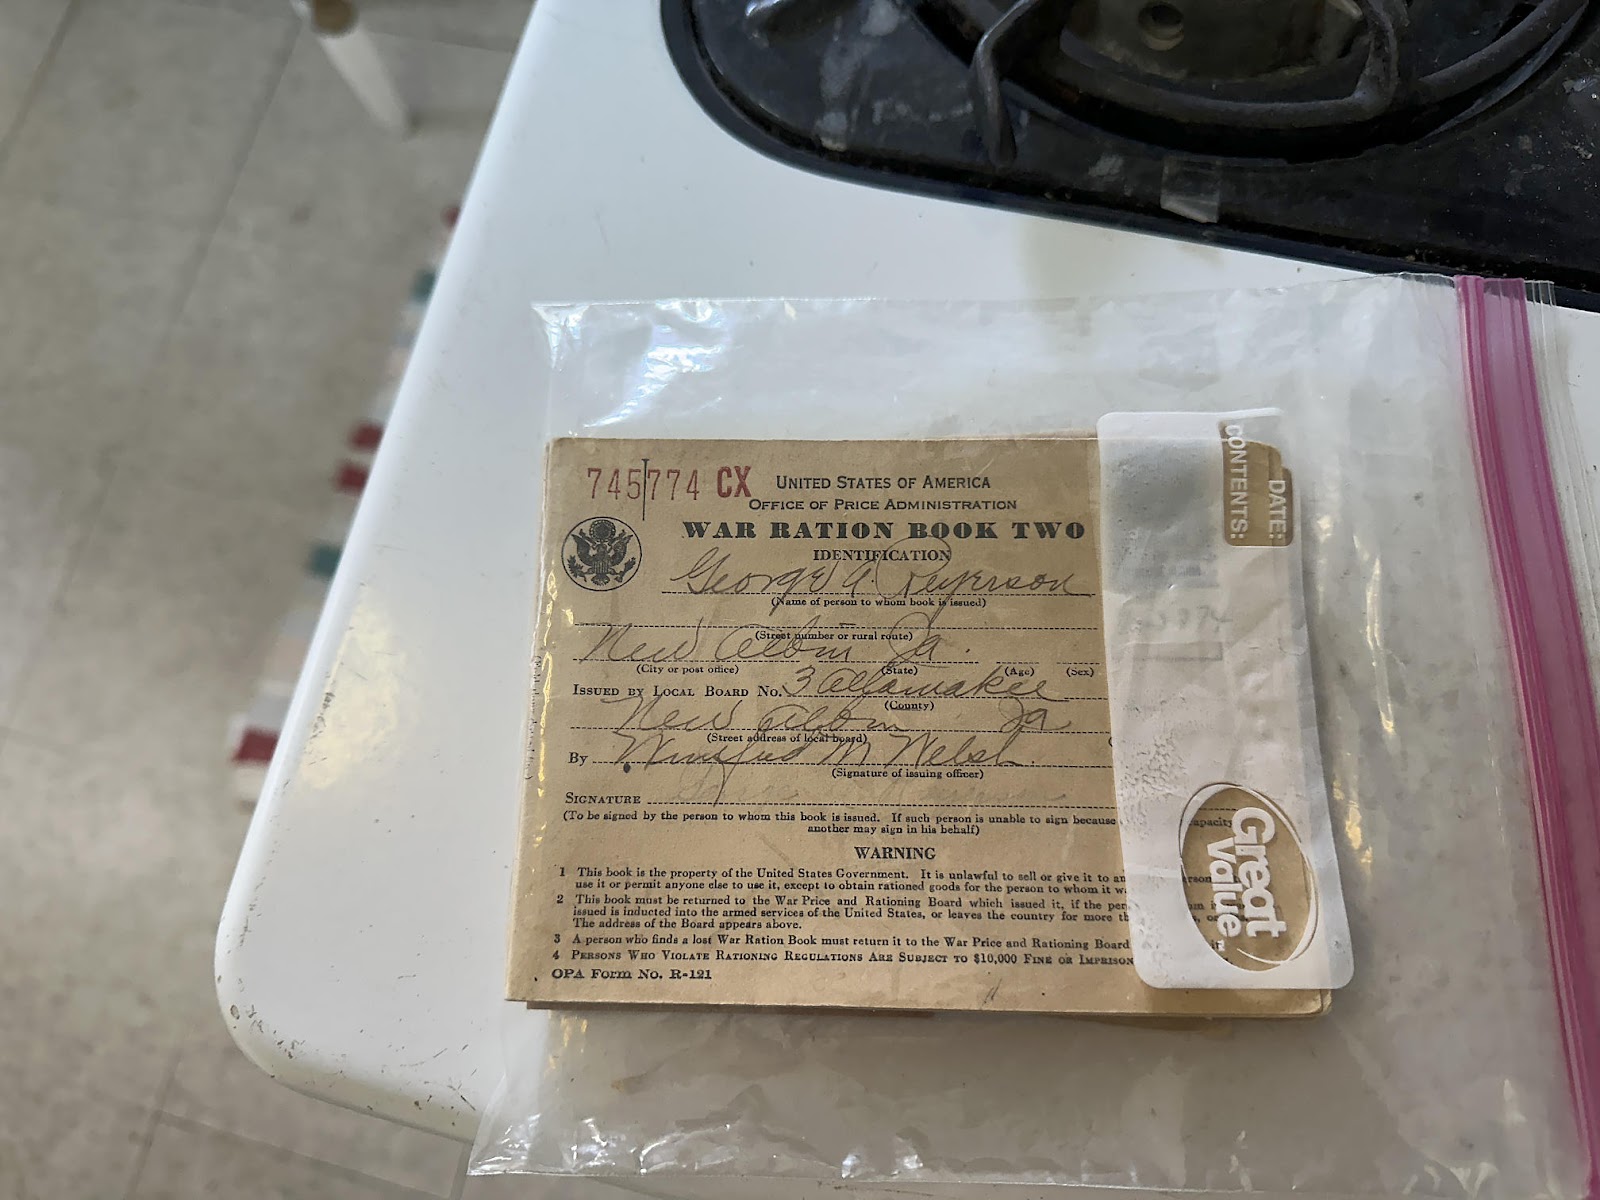 745774 CX
UNITED STATES OF AMERICA
OFFICE OF PRICE ADMINISTRATION
WAR RATION BOOK TWO
IDENTIFICATION
George A. Reyerson
(Name of person to whom book is issued)
(Street number or rural route)
New Albin Ia.
(City or post office) (State) (Age) (Sex)
ISSUED BY LOCAL BOARD NO. 3 Allamakee
(County)
New Albin Ia
(Street address of local board)
By Winifred M Welsh
(Signature of issuing officer)
SIGNATURE
(To be signed by the person to whom this book is issued. If such person is unable to sign because capacity
another may sign in his behalf)
WARNING
1 This book is the property of the United States Government. It is unlawful to sell or give it to
use it or permit anyone else to use it, except to obtain rationed goods for the person to whom it
2 This book must be returned to the War Price and Rationing Board which issued it, if the
issued is inducted into the armed services of the United States, or leaves the country for more
The address of the Board appears above.
3 A person who finds a lost War Ration Book must return it to the War Price and Rationing Board
4 PERSONS WHO VIOLATE RATIONING REGULATIONS ARE SUBJECT TO $10,000 FINE OR
OPA Form No. R-121
DATE:
CONTENTS:
Great
Value